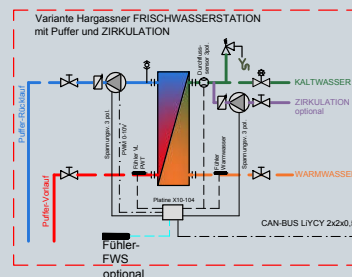 Variante Hargassner FRISCHWASSERSTATION
mit Puffer und ZIRKULATION
Durchfluss-
sensor 3pol.
KALTWASSER
ZIRKULATION
optional
WARMWASSER
Puffer-Rücklauf
Puffer-Vorlauf
Spannungsv. 3 pol.
PWM 0-10V
Spannungsv. 3 pol.
Fühler VL
PWT
Fühler
Warmwasser
Platine X10-104
CAN-BUS LiYCY 2x2x0,
Fühler-
FWS
optional